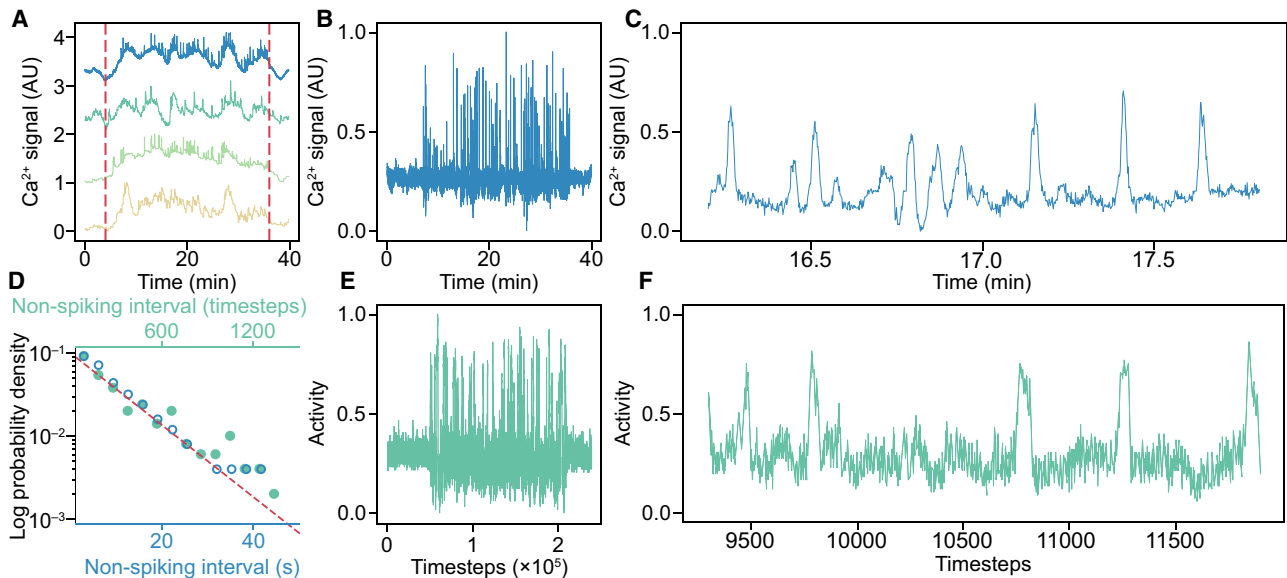 A
Ca²⁺ signal (AU)
4
3
2
1
0
0
20
40
Time (min)
B
Ca²⁺ signal (AU)
1.0
0.5
0.0
0
20
40
Time (min)
C
Ca²⁺ signal (AU)
1.0
0.5
0.0
16.5
17.0
17.5
Time (min)
D
Non-spiking interval (timesteps)
600
1200
Log probability density
10⁻¹
10⁻²
10⁻³
20
40
Non-spiking interval (s)
E
Activity
1.0
0.5
0.0
0
1
2
Timesteps (×10⁵)
F
Activity
1.0
0.5
0.0
9500
10000
10500
11000
11500
Timesteps